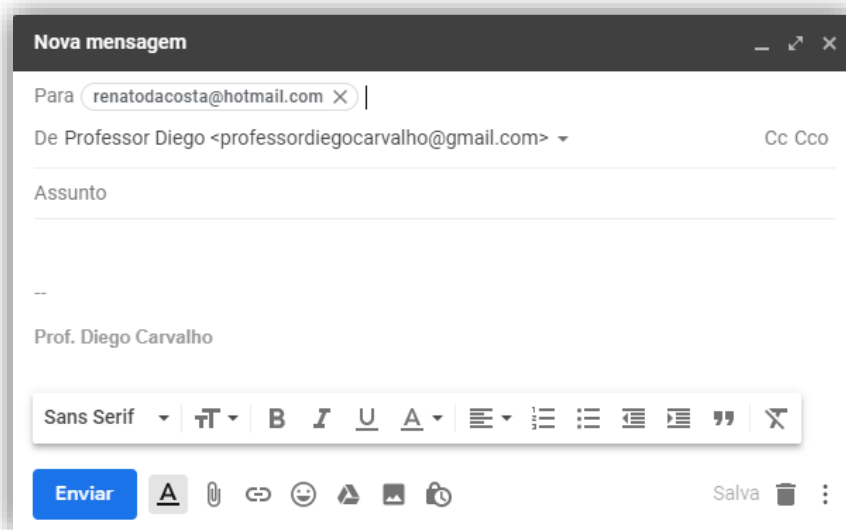 Nova mensagem
Para renatodacosta@hotmail.com
De Professor Diego <professordiegocarvalho@gmail.com> Cc Cco
Assunto
--
Prof. Diego Carvalho
Sans Serif B I U A
Enviar A Salva